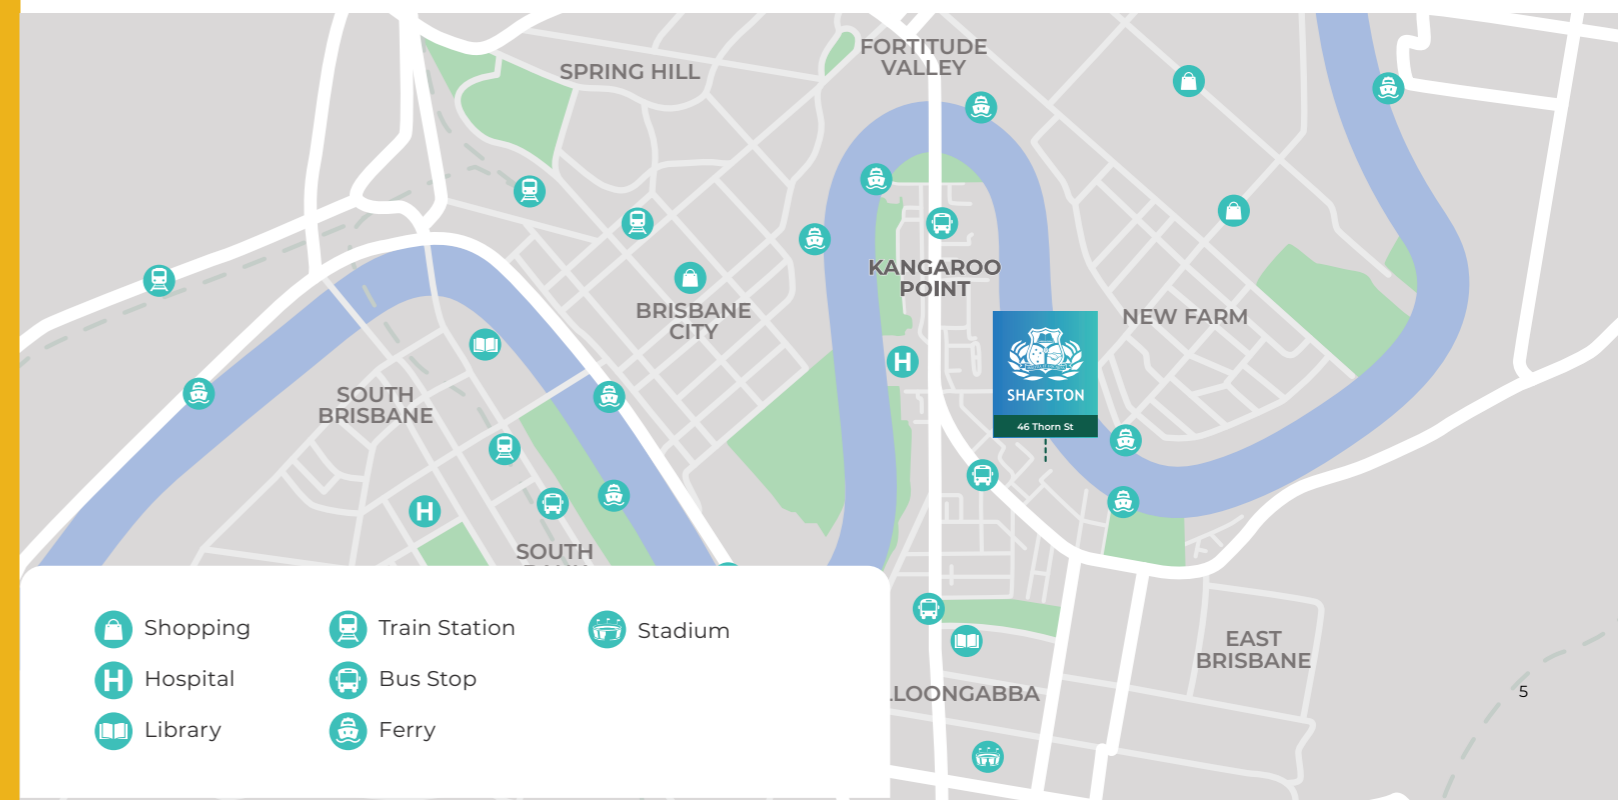 FORTITUDE
VALLEY
SPRING HILL
KANGAROO
POINT
BRISBANE
CITY
NEW FARM
SHAFSTON
46 Thorn St
SOUTH
BRISBANE
H
H
SOUTH
EAST
BRISBANE
LLOONGABBA
5
Shopping
Train Station
Stadium
H
Hospital
Bus Stop
Library
Ferry